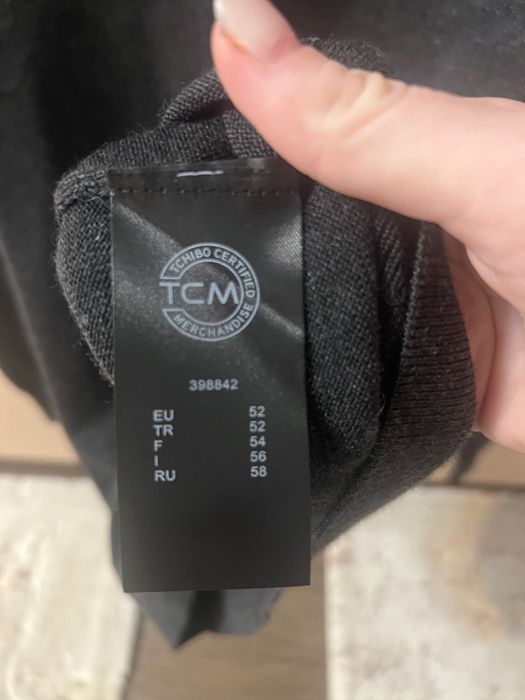 TCHIBO CERTIFIED
TCM
MERCHANDISE
398842
EU 52
TR 52
F 54
I 56
RU 58